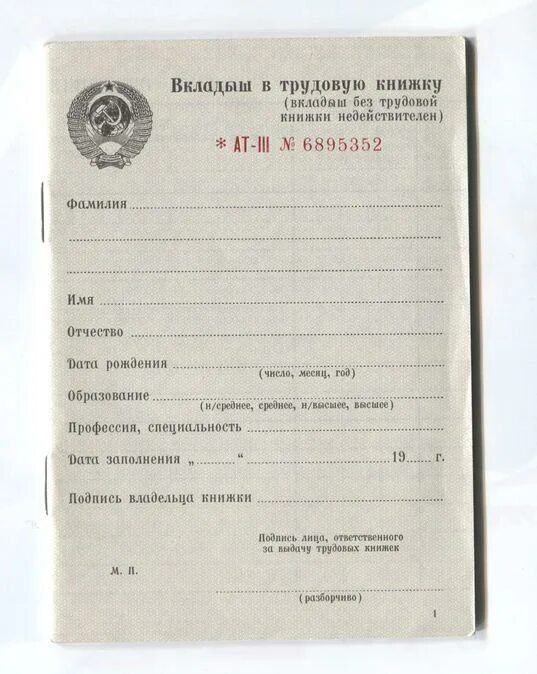 Вкладыш в трудовую книжку
(вкладыш без трудовой
книжки недействителен)
* АТ-III № 6895352
Фамилия
Имя
Отчество
Дата рождения
(число, месяц, год)
Образование
(н/среднее, среднее, н/высшее, высшее)
Профессия, специальность
Дата заполнения „ “ 19 г.
Подпись владельца книжки
Подпись лица, ответственного
за выдачу трудовых книжек
М. П.
(разборчиво)
1